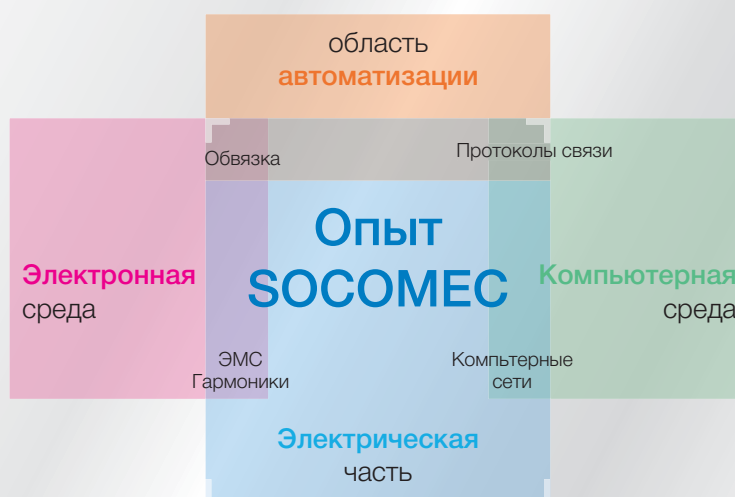 область
автоматизации
Обвязка
Протоколы связи
Опыт
SOCOMEC
Электронная
среда
Компьютерная
среда
ЭМС
Гармоники
Компьтерные
сети
Электрическая
часть